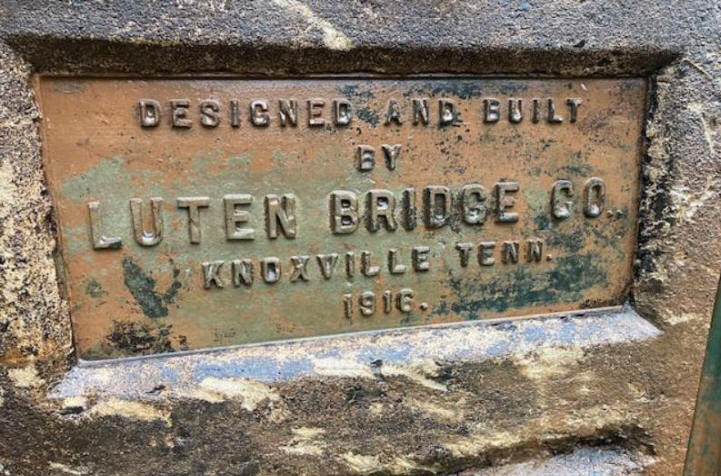 DESIGNED AND BUILT
BY
LUTEN BRIDGE CO.,
KNOXVILLE TENN.
1916.